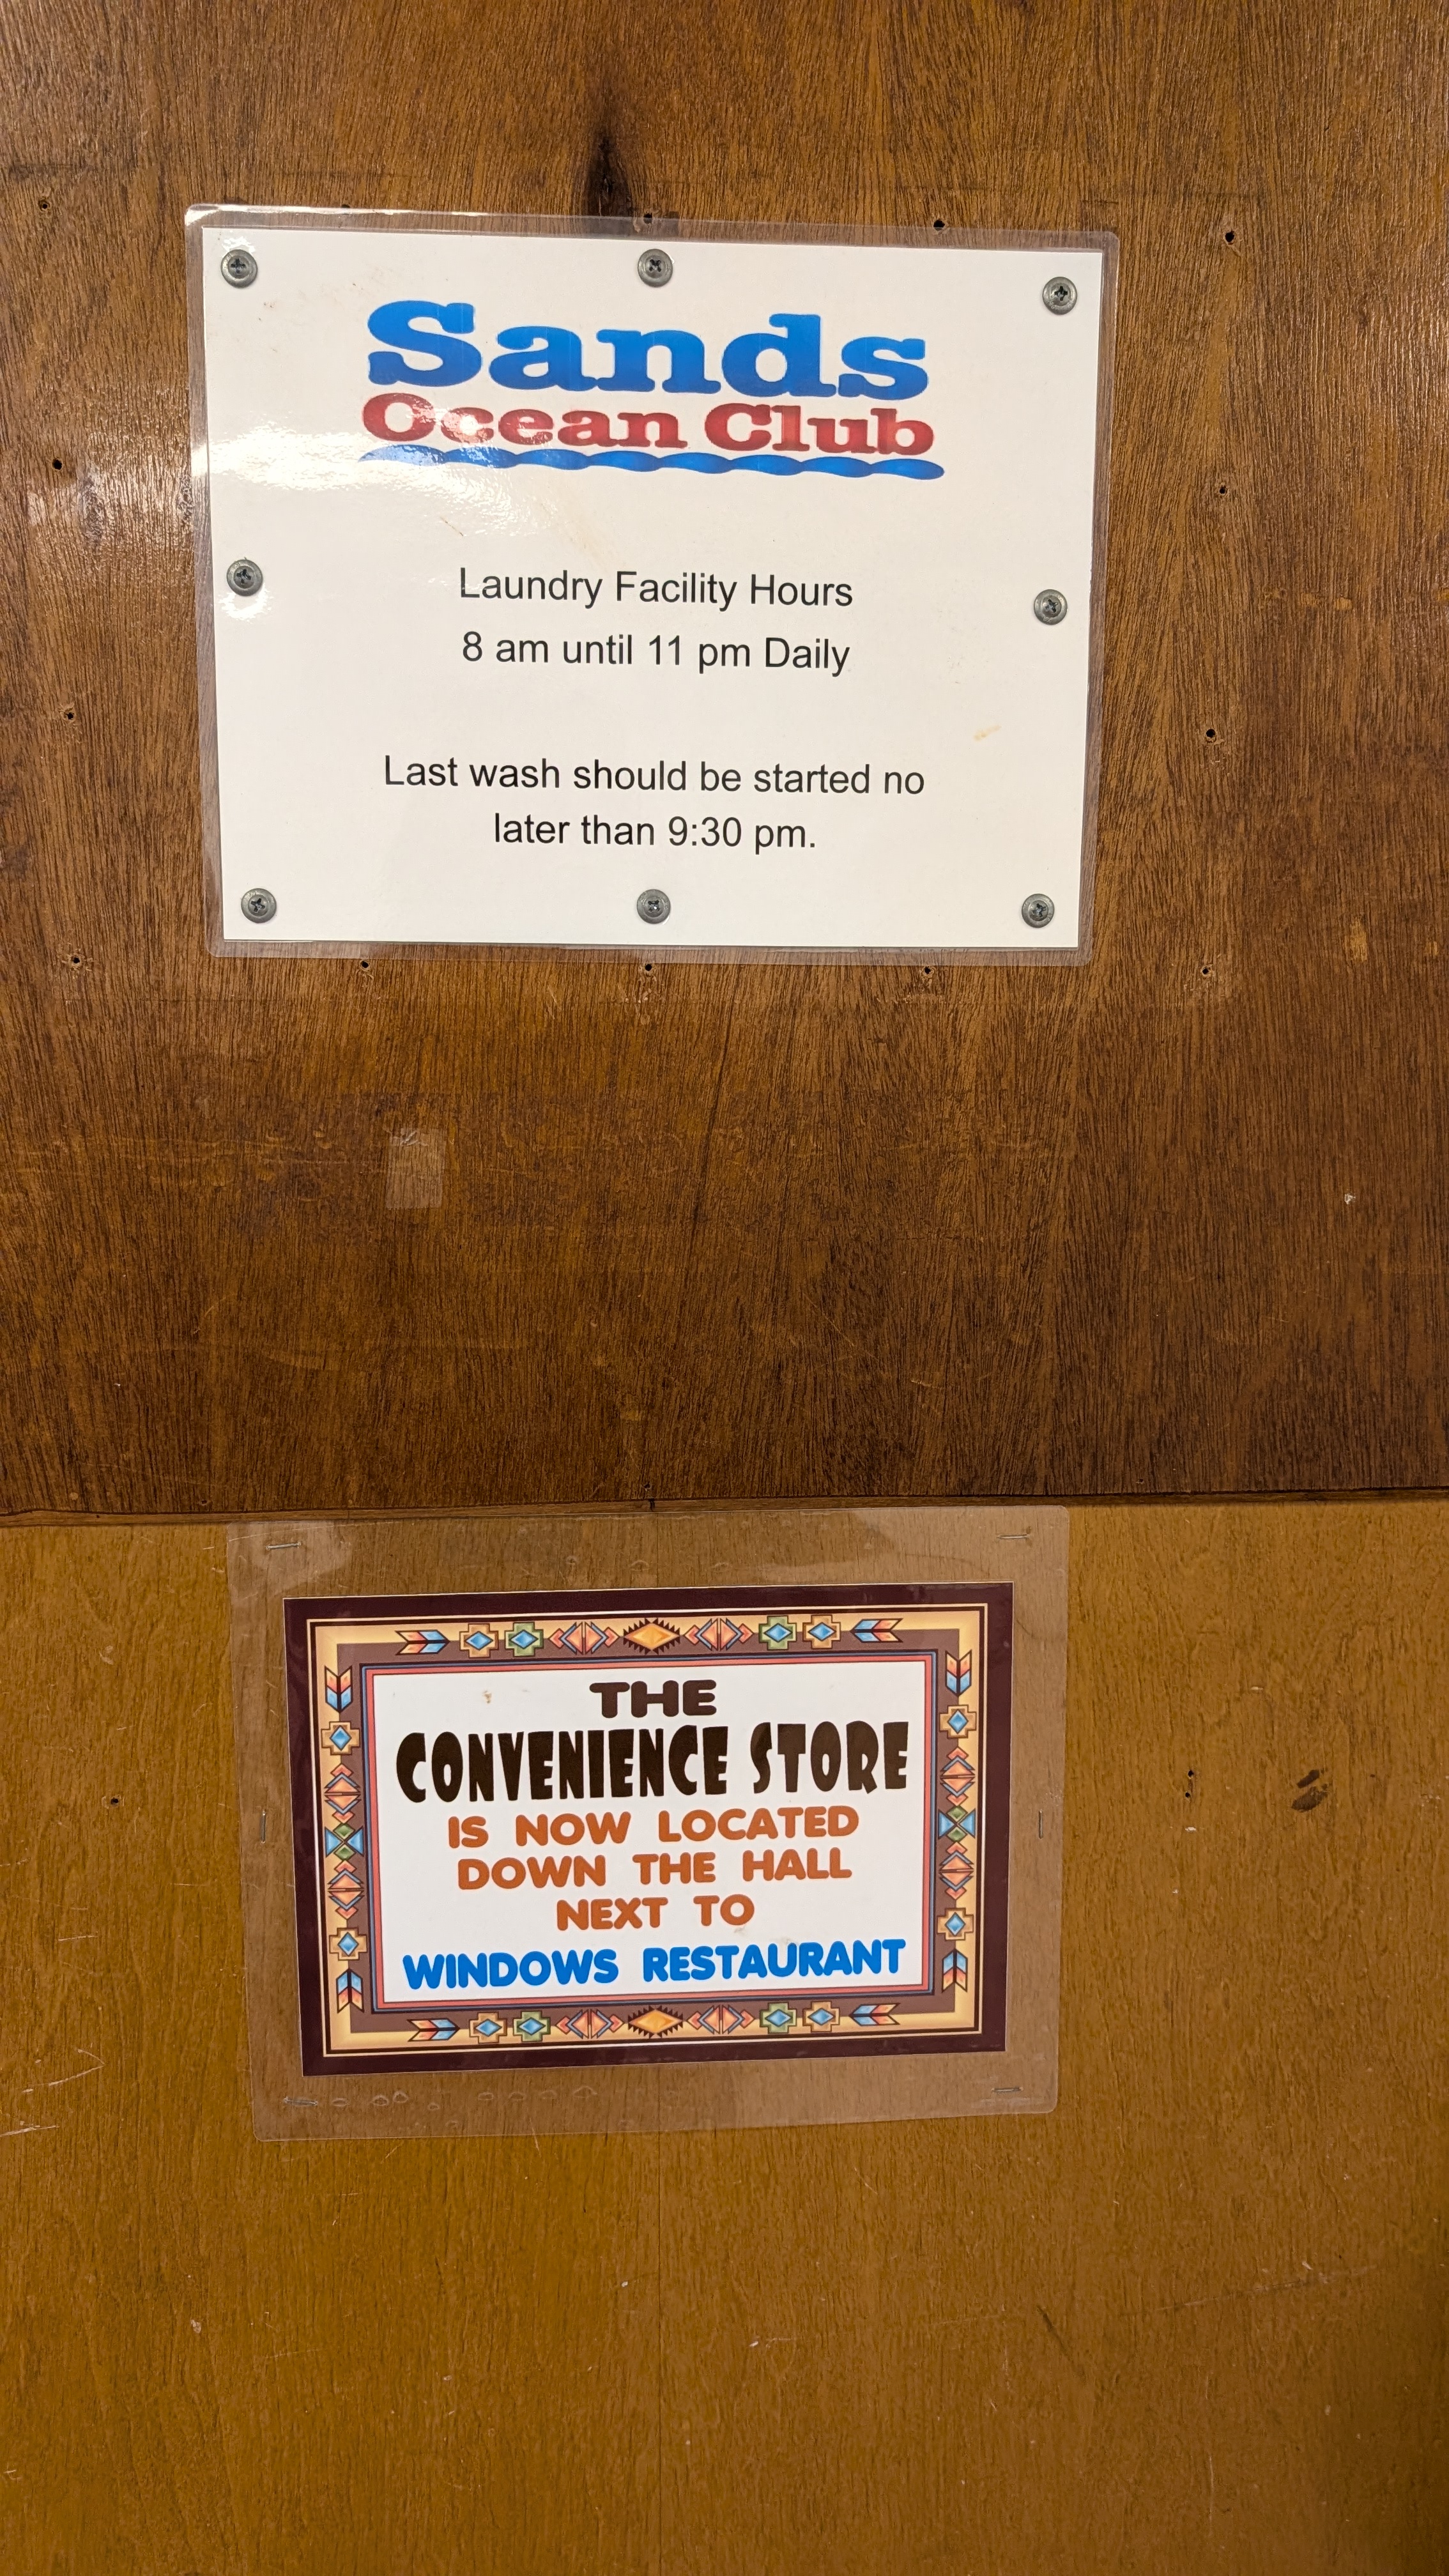 Sands
Ocean Club
Laundry Facility Hours
8 am until 11 pm Daily
Last wash should be started no
later than 9:30 pm.
THE
CONVENIENCE STORE
IS NOW LOCATED
DOWN THE HALL
NEXT TO
WINDOWS RESTAURANT